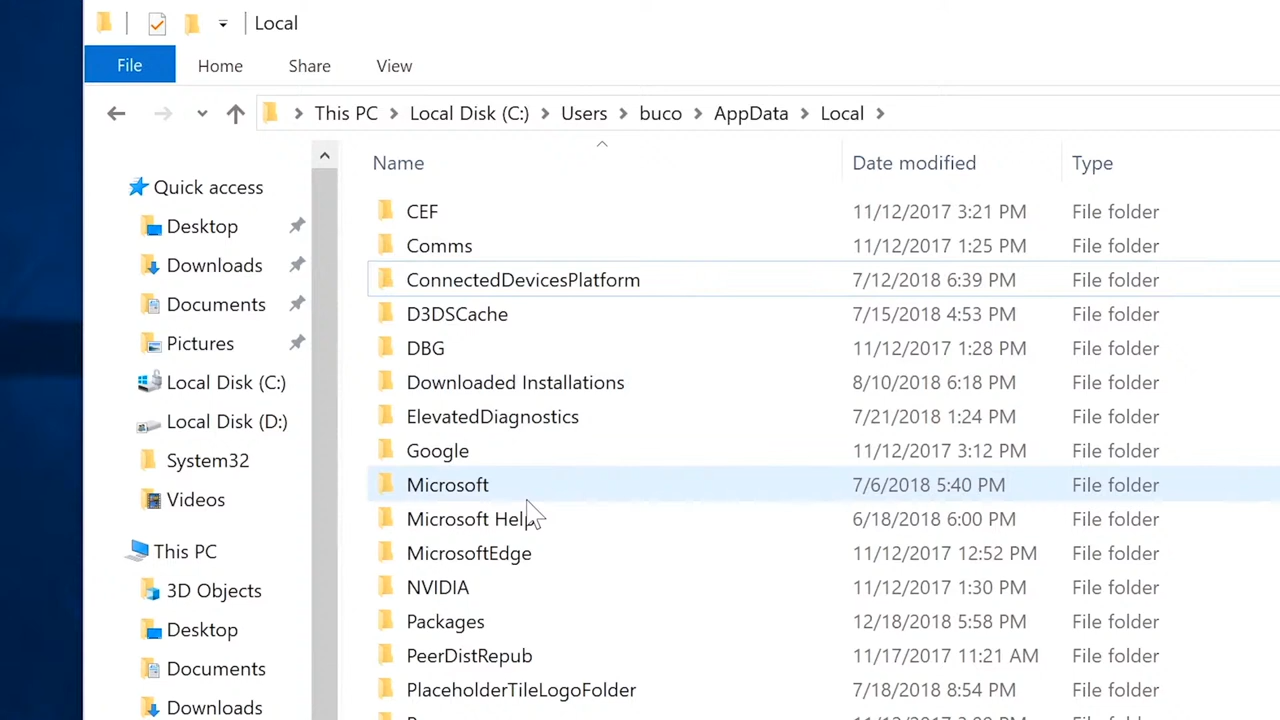 Local
File Home Share View
This PC Local Disk (C:) Users buco AppData Local
Name Date modified Type
Quick access
Desktop
Downloads
Documents
Pictures
Local Disk (C:)
Local Disk (D:)
System32
Videos
This PC
3D Objects
Desktop
Documents
Downloads
CEF 11/12/2017 3:21 PM File folder
Comms 11/12/2017 1:25 PM File folder
ConnectedDevicesPlatform 7/12/2018 6:39 PM File folder
D3DSCache 7/15/2018 4:53 PM File folder
DBG 11/12/2017 1:28 PM File folder
Downloaded Installations 8/10/2018 6:18 PM File folder
ElevatedDiagnostics 7/21/2018 1:24 PM File folder
Google 11/12/2017 3:12 PM File folder
Microsoft 7/6/2018 5:40 PM File folder
Microsoft Help 6/18/2018 6:00 PM File folder
MicrosoftEdge 11/12/2017 12:52 PM File folder
NVIDIA 11/12/2017 1:30 PM File folder
Packages 12/18/2018 5:58 PM File folder
PeerDistRepub 11/17/2017 11:21 AM File folder
PlaceholderTileLogoFolder 7/18/2018 8:54 PM File folder